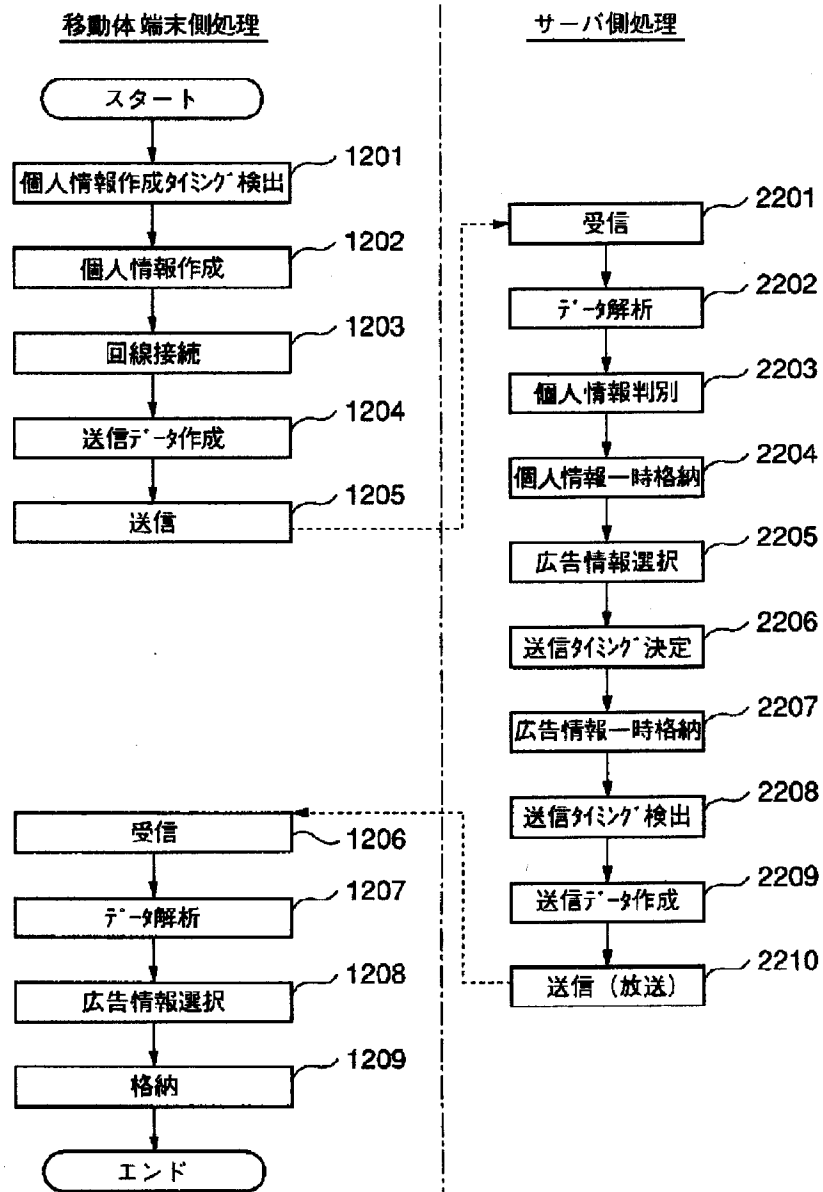 移動体端末側処理
スタート
個人情報作成タイミング検出
1201
個人情報作成
1202
回線接続
1203
送信データ作成
1204
送信
1205
受信
1206
データ解析
1207
広告情報選択
1208
格納
1209
エンド
サーバ側処理
受信
2201
データ解析
2202
個人情報判別
2203
個人情報一時格納
2204
広告情報選択
2205
送信タイミング決定
2206
広告情報一時格納
2207
送信タイミング検出
2208
送信データ作成
2209
送信(放送)
2210